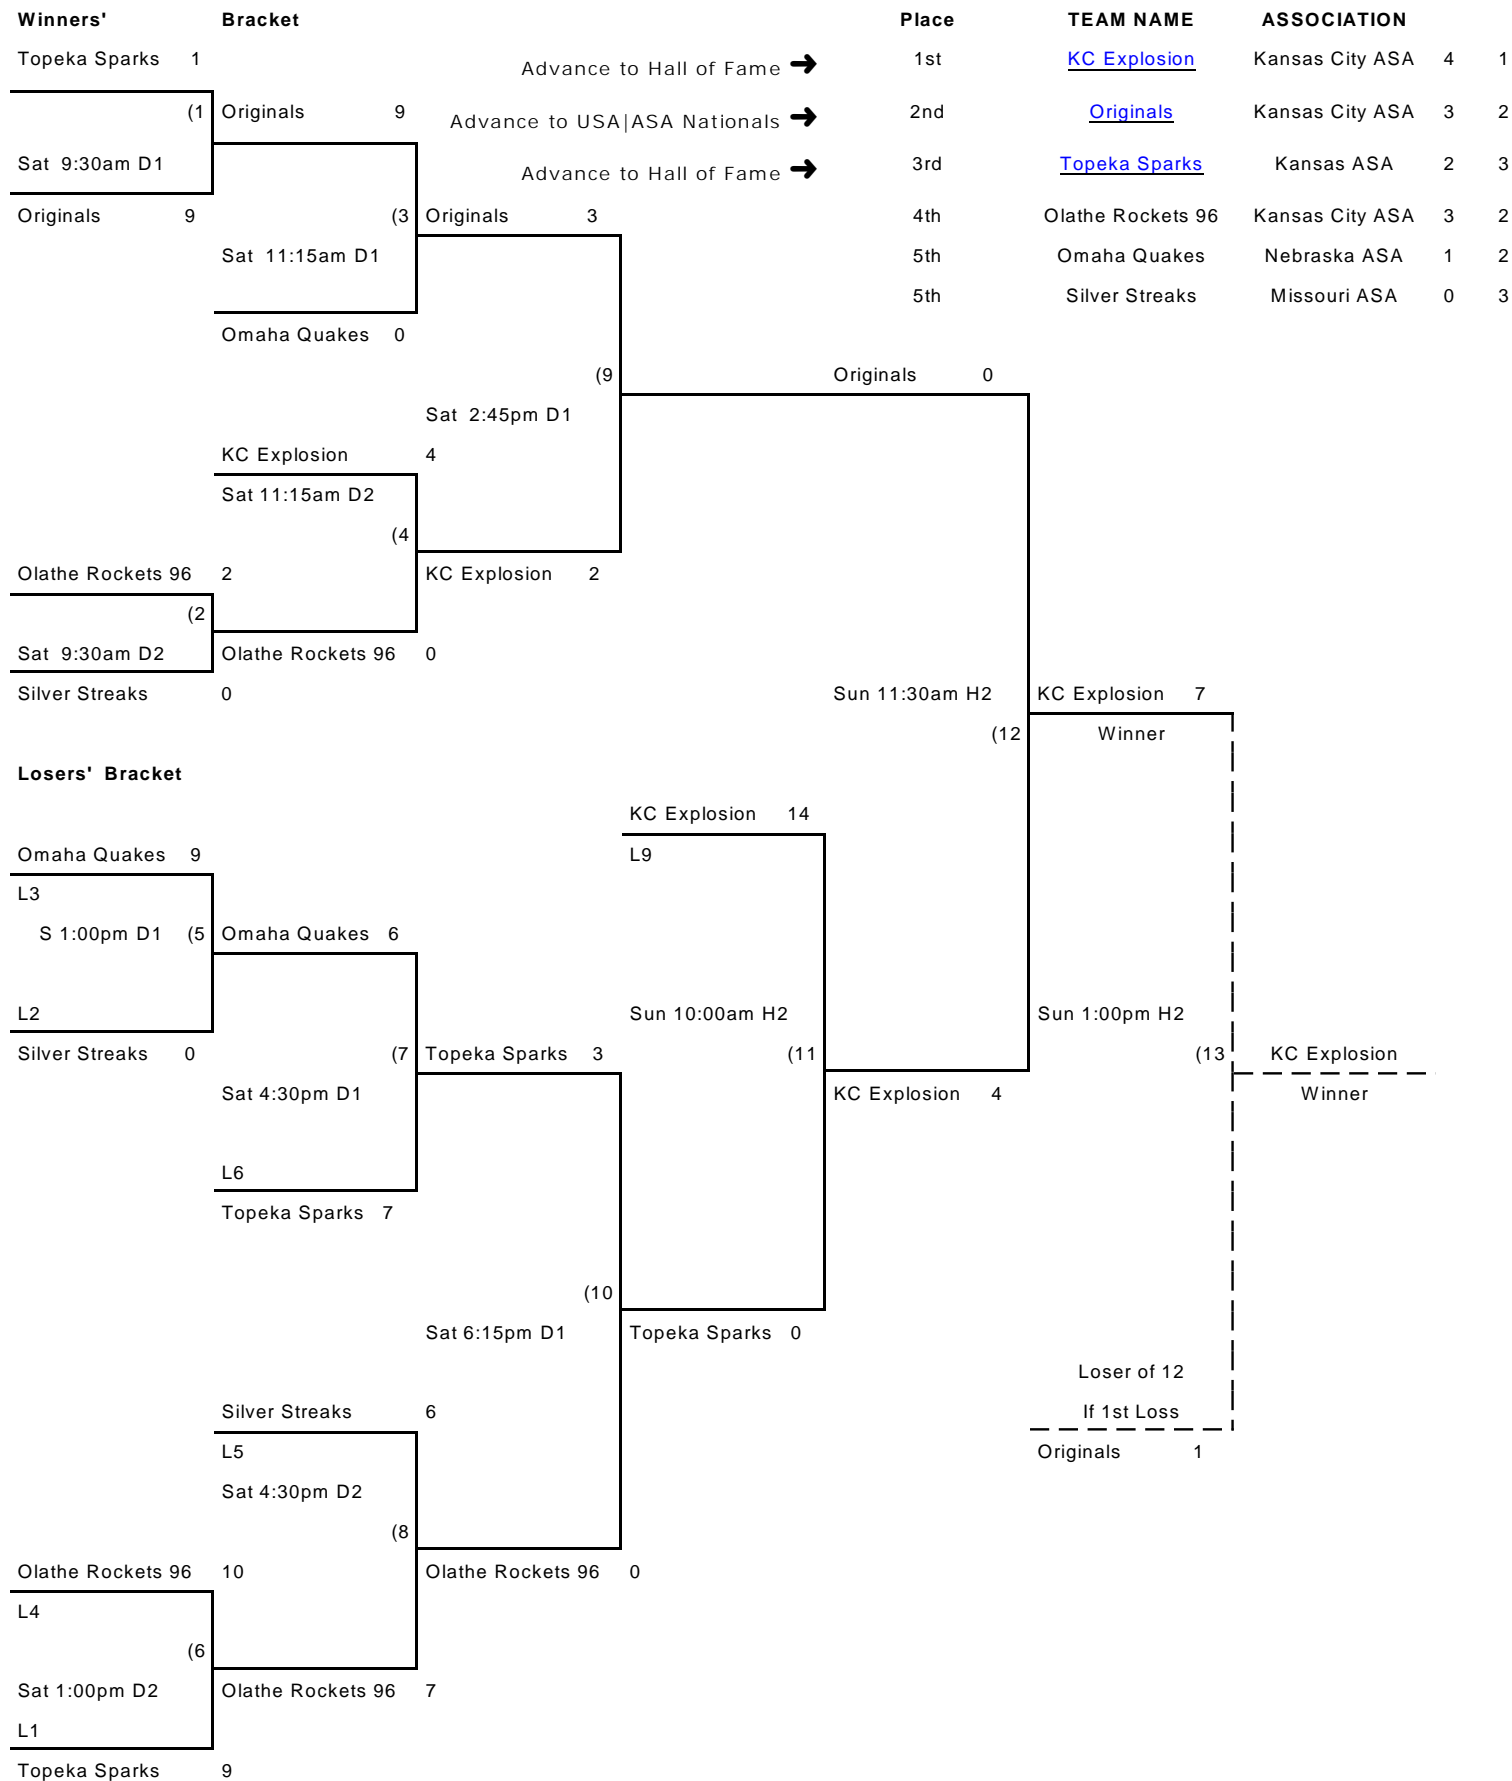 Winners' Bracket Place TEAM NAME ASSOCIATION
Topeka Sparks 1 Advance to Hall of Fame ➔ 1st KC Explosion Kansas City ASA 4 1
(1 Originals 9 Advance to USA|ASA Nationals ➔ 2nd Originals Kansas City ASA 3 2
Sat 9:30am D1 Advance to Hall of Fame ➔ 3rd Topeka Sparks Kansas ASA 2 3
Originals 9 (3 Originals 3 4th Olathe Rockets 96 Kansas City ASA 3 2
Sat 11:15am D1 5th Omaha Quakes Nebraska ASA 1 2
5th Silver Streaks Missouri ASA 0 3
Omaha Quakes 0
(9 Originals 0
Sat 2:45pm D1
KC Explosion 4
Sat 11:15am D2
(4
Olathe Rockets 96 2 KC Explosion 2
(2
Sat 9:30am D2 Olathe Rockets 96 0
Silver Streaks 0 Sun 11:30am H2 KC Explosion 7
(12 Winner
Losers' Bracket
KC Explosion 14
Omaha Quakes 9 L9
L3
S 1:00pm D1 (5 Omaha Quakes 6
L2 Sun 10:00am H2 Sun 1:00pm H2
Silver Streaks 0 (7 Topeka Sparks 3 (11 (13 KC Explosion
Sat 4:30pm D1 KC Explosion 4 Winner
L6
Topeka Sparks 7
(10
Sat 6:15pm D1 Topeka Sparks 0
Loser of 12
Silver Streaks 6 If 1st Loss
L5 Originals 1
Sat 4:30pm D2
(8
Olathe Rockets 96 10 Olathe Rockets 96 0
L4
(6
Sat 1:00pm D2 Olathe Rockets 96 7
L1
Topeka Sparks 9